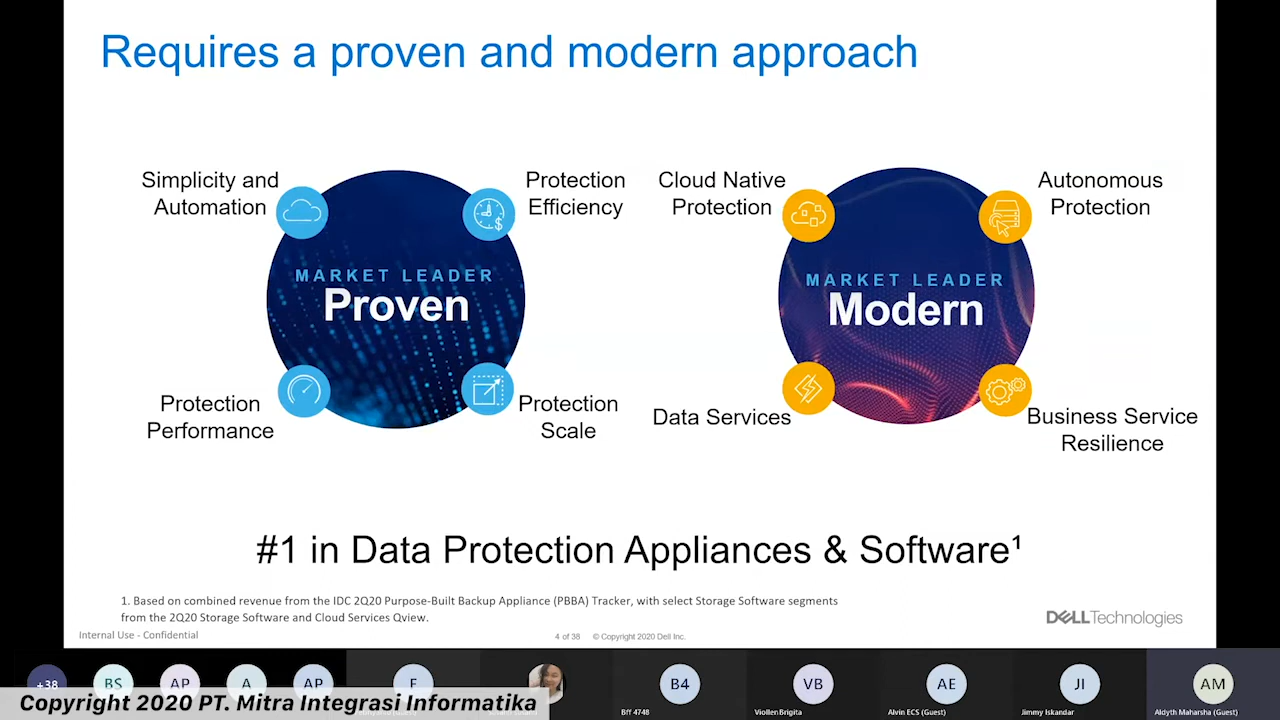 Requires a proven and modern approach
Simplicity and
Automation
Protection
Efficiency
MARKET LEADER
Proven
Protection
Performance
Protection
Scale
Cloud Native
Protection
Autonomous
Protection
MARKET LEADER
Modern
Data Services
Business Service
Resilience
#1 in Data Protection Appliances & Software¹
1. Based on combined revenue from the IDC 2Q20 Purpose-Built Backup Appliance (PBBA) Tracker, with select Storage Software segments
from the 2Q20 Storage Software and Cloud Services Qview.
Internal Use - Confidential
4 of 38 © Copyright 2020 Dell Inc.
DELL Technologies
+38
BS
AP
A
AP
F
B4
VB
AE
JI
AM
Bff 4748
Viollen Brigita
Alvin ECS (Guest)
Jimmy Iskandar
Aldyth Maharsha (Guest)
Copyright 2020 PT. Mitra Integrasi Informatika